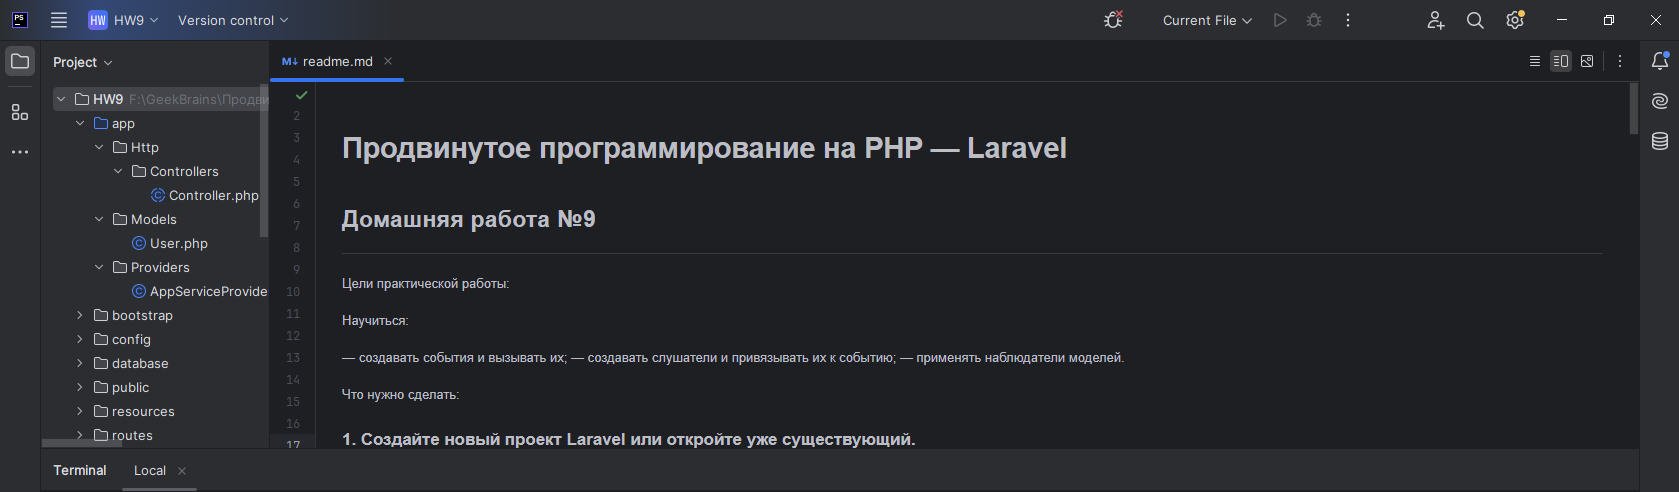 PS
HW HW9 Version control Current File
Project
M↓ readme.md
HW9 F:\GeekBrains\Продви
app
Http
Controllers
Controller.php
Models
User.php
Providers
AppServiceProvide
bootstrap
config
database
public
resources
routes
2
3
4
5
6
7
8
9
10
11
12
13
14
15
16
17
Продвинутое программирование на PHP — Laravel
Домашняя работа №9
Цели практической работы:
Научиться:
— создавать события и вызывать их; — создавать слушатели и привязывать их к событию; — применять наблюдатели моделей.
Что нужно сделать:
1. Создайте новый проект Laravel или откройте уже существующий.
Terminal Local